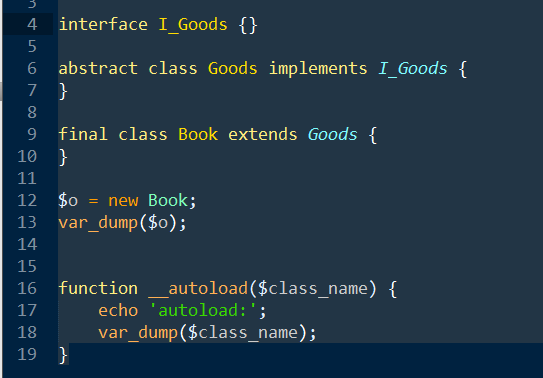 3
4 interface I_Goods {}
5
6 abstract class Goods implements I_Goods {
7 }
8
9 final class Book extends Goods {
10 }
11
12 $o = new Book;
13 var_dump($o);
14
15
16 function __autoload($class_name) {
17     echo 'autoload:';
18     var_dump($class_name);
19 }